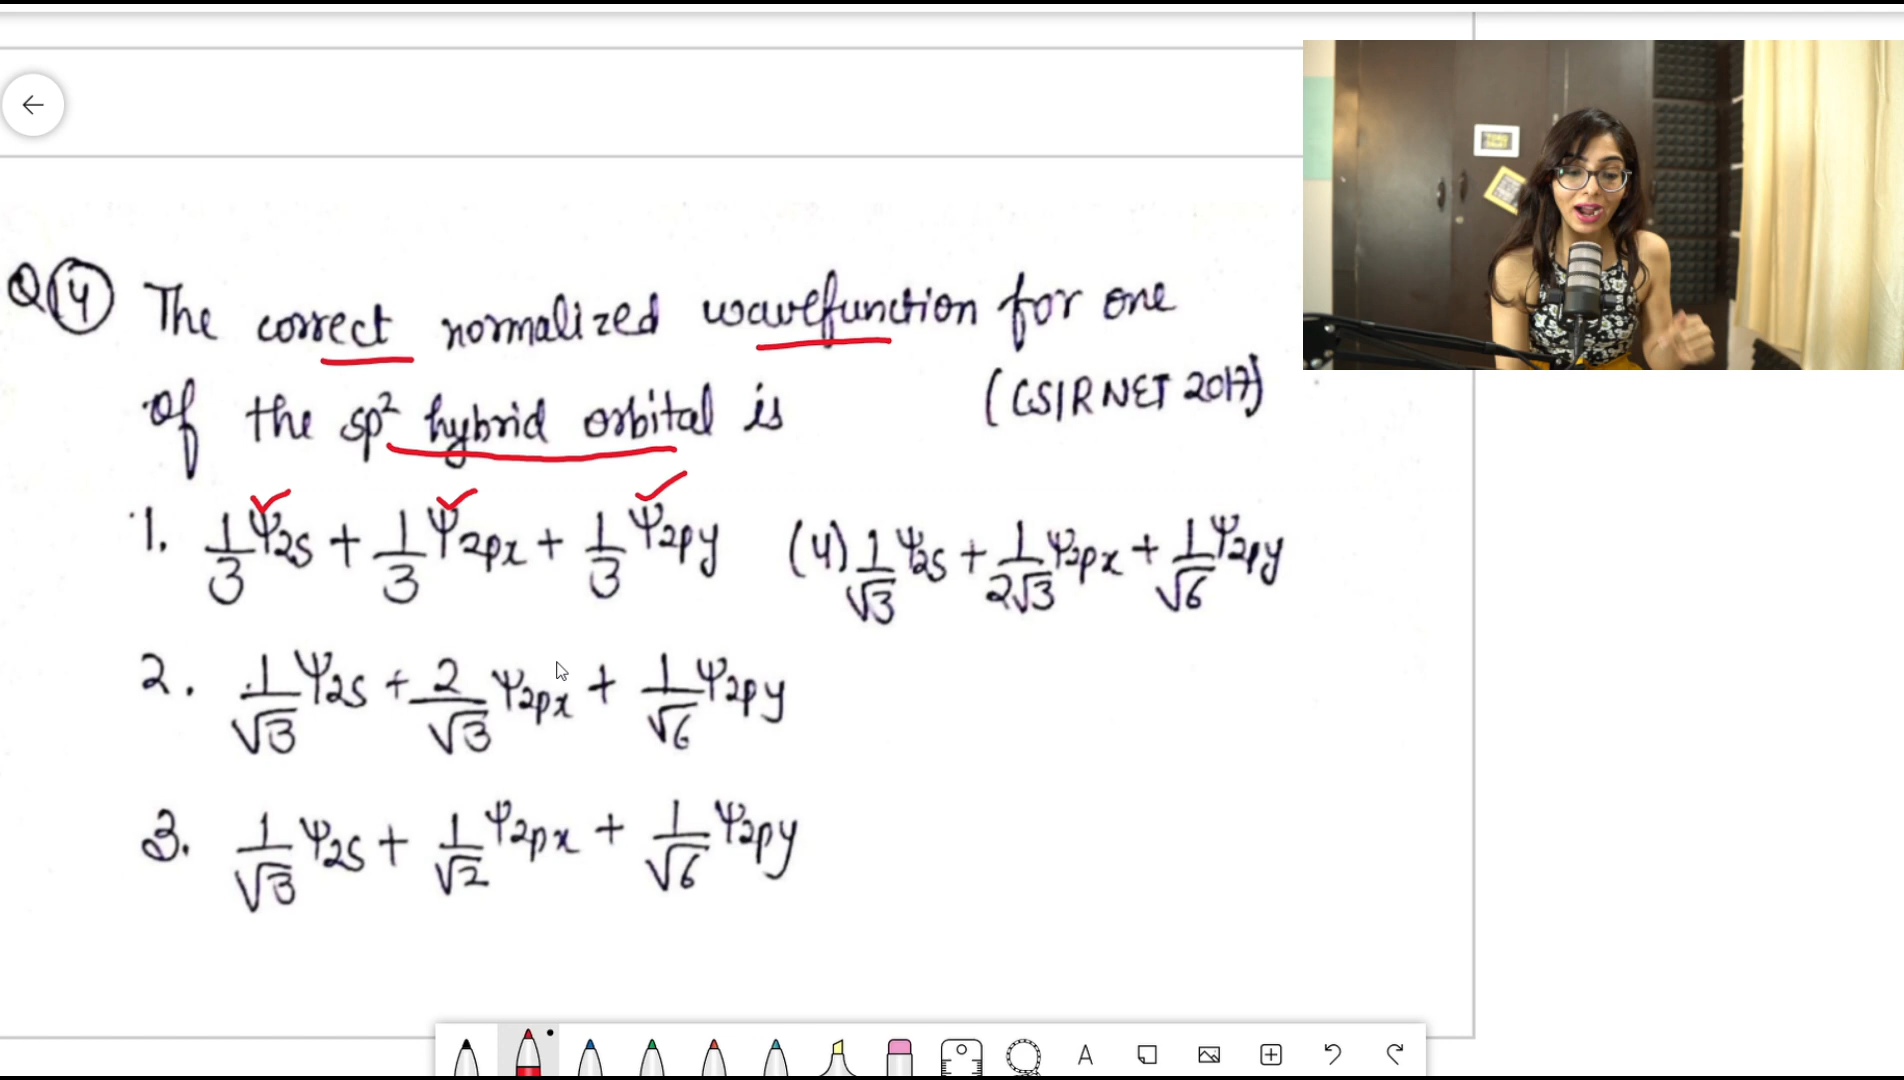 Q(4) The correct normalized wavefunction for one
of the sp² hybrid orbital is (CSIR NET 2017)
1. 1/3 Ψ2s + 1/3 Ψ2px + 1/3 Ψ2py (4) 1/√3 Ψ2s + 1/2√3 Ψ2px + 1/√6 Ψ2py
2. 1/√3 Ψ2s + 2/√3 Ψ2px + 1/√6 Ψ2py
3. 1/√3 Ψ2s + 1/√2 Ψ2px + 1/√6 Ψ2py
A